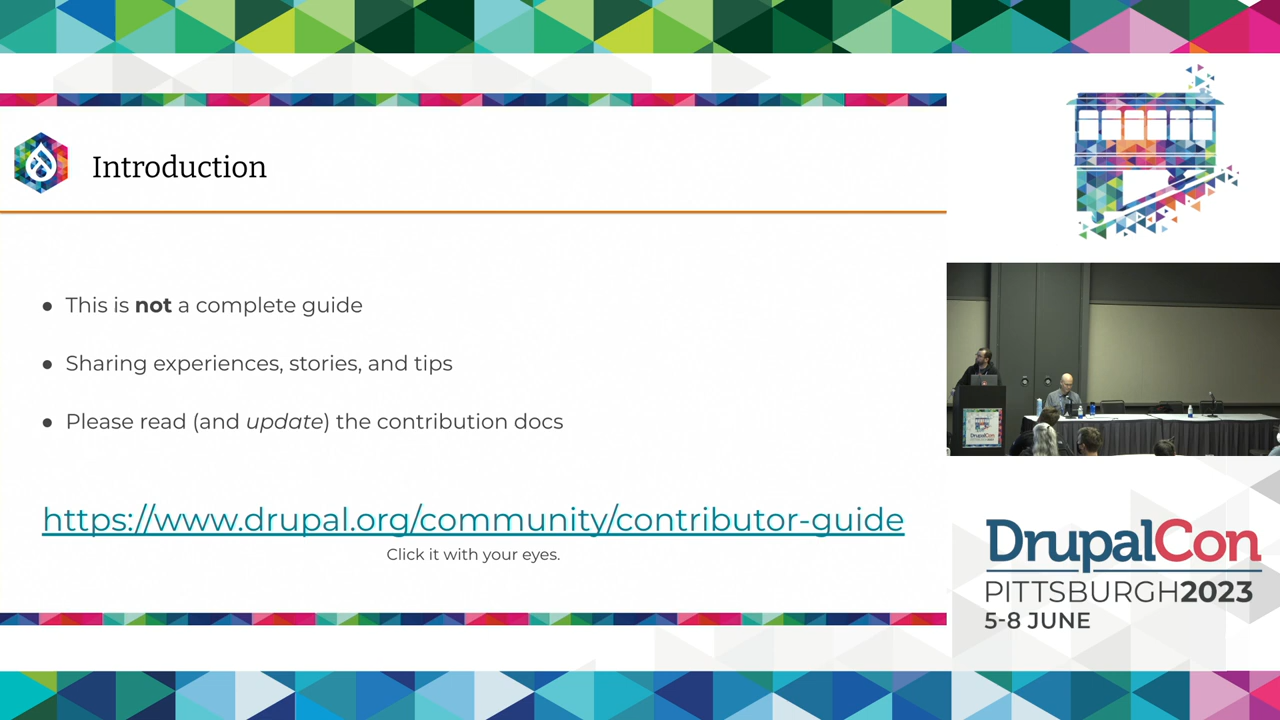 Introduction
● This is not a complete guide
● Sharing experiences, stories, and tips
● Please read (and update) the contribution docs
https://www.drupal.org/community/contributor-guide
Click it with your eyes.
DrupalCon
DrupalCon
PITTSBURGH2023
5-8 JUNE